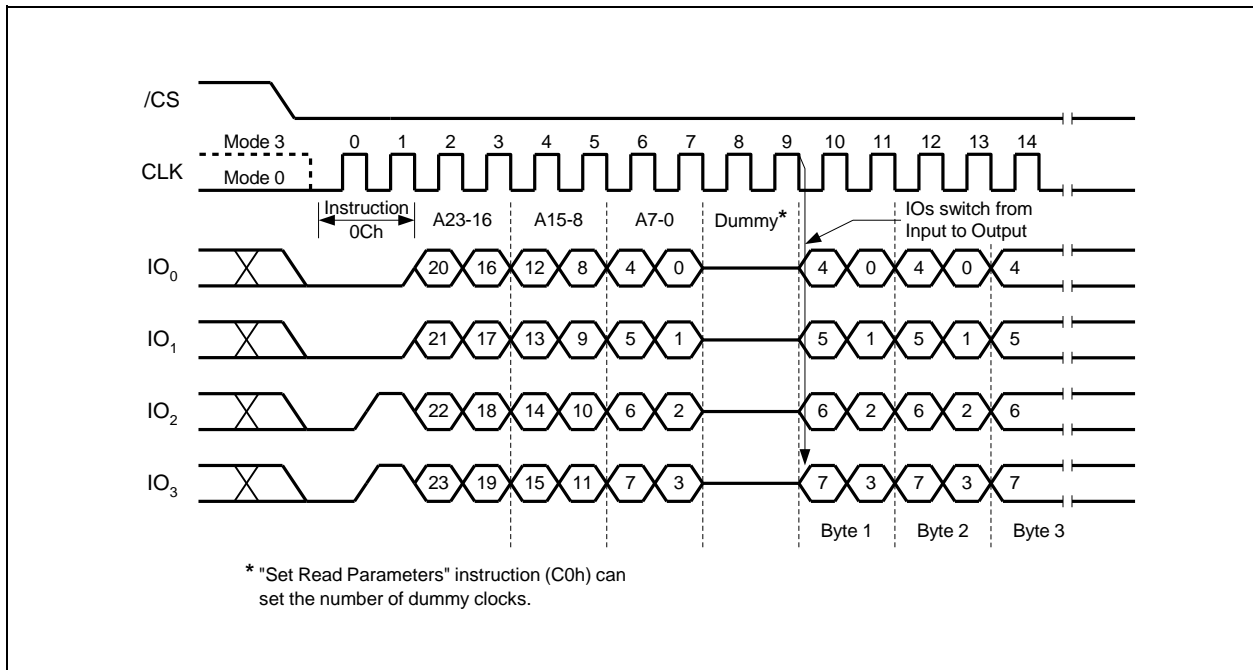 /CS
Mode 3 0 1 2 3 4 5 6 7 8 9 10 11 12 13 14
CLK
Mode 0
Instruction
0Ch
A23-16 A15-8 A7-0 Dummy*
IOs switch from
Input to Output
IO0 20 16 12 8 4 0 4 0 4 0 4
IO1 21 17 13 9 5 1 5 1 5 1 5
IO2 22 18 14 10 6 2 6 2 6 2 6
IO3 23 19 15 11 7 3 7 3 7 3 7
Byte 1 Byte 2 Byte 3
* "Set Read Parameters" instruction (C0h) can
set the number of dummy clocks.